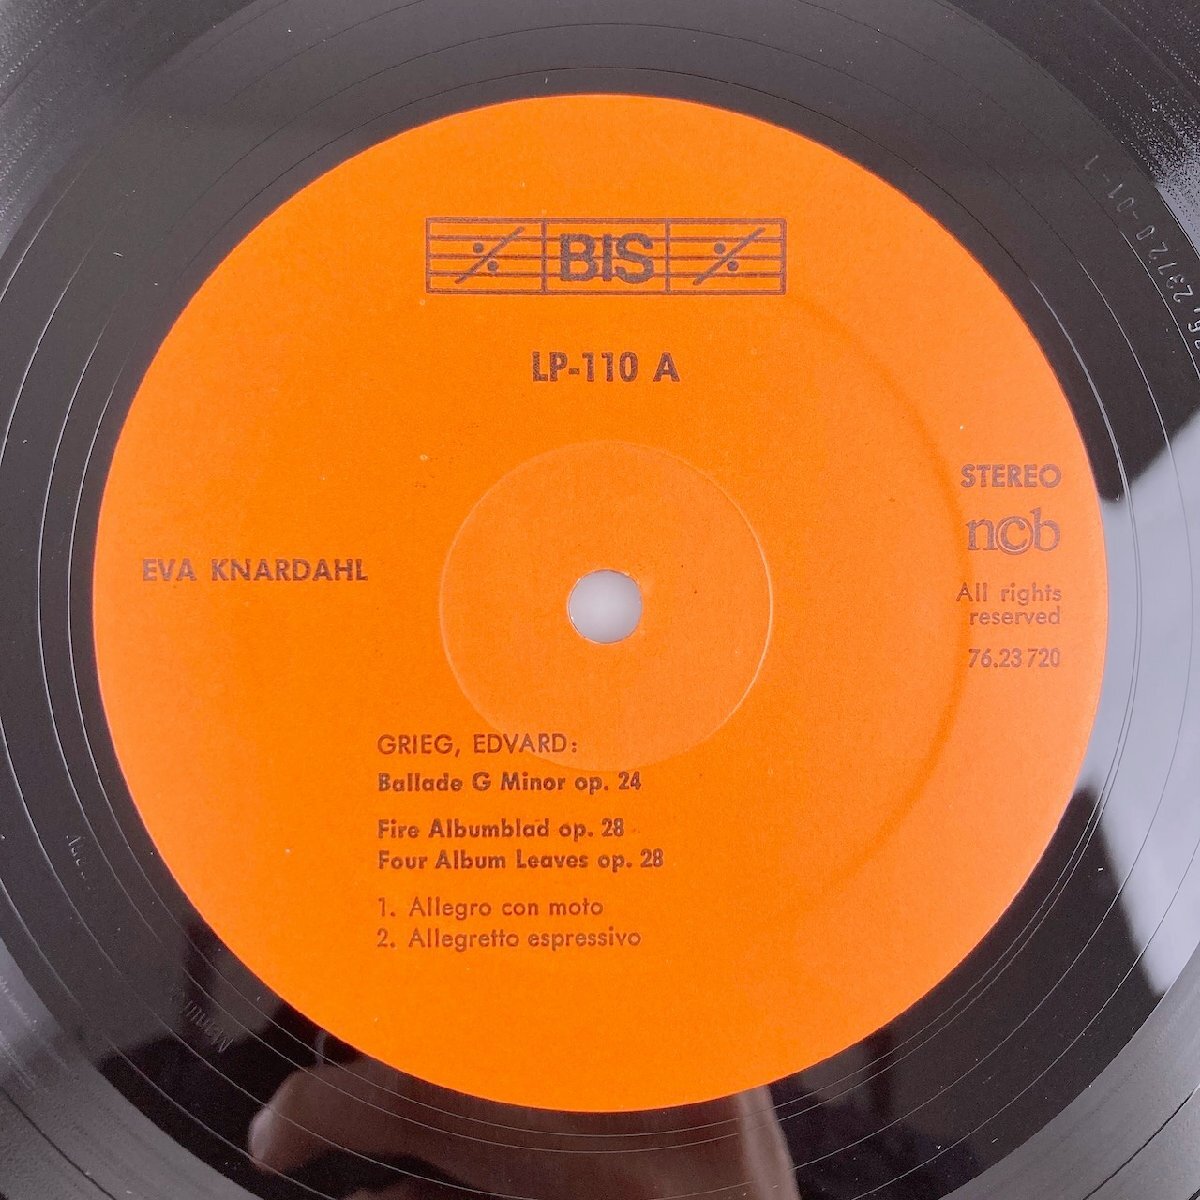 BIS
LP-110 A
STEREO
ncb
All rights
reserved
76.23 720
EVA KNARDAHL
GRIEG, EDVARD:
Ballade G Minor op. 24
Fire Albumblad op. 28
Four Album Leaves op. 28
1. Allegro con moto
2. Allegretto espressivo